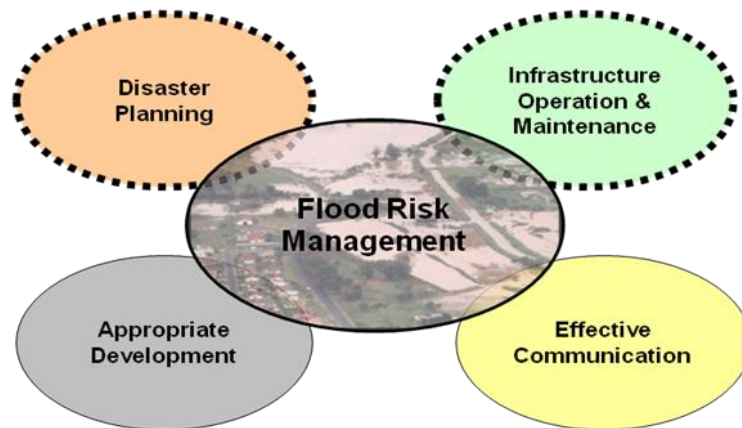 Disaster
Planning
Infrastructure
Operation &
Maintenance
Flood Risk
Management
Appropriate
Development
Effective
Communication